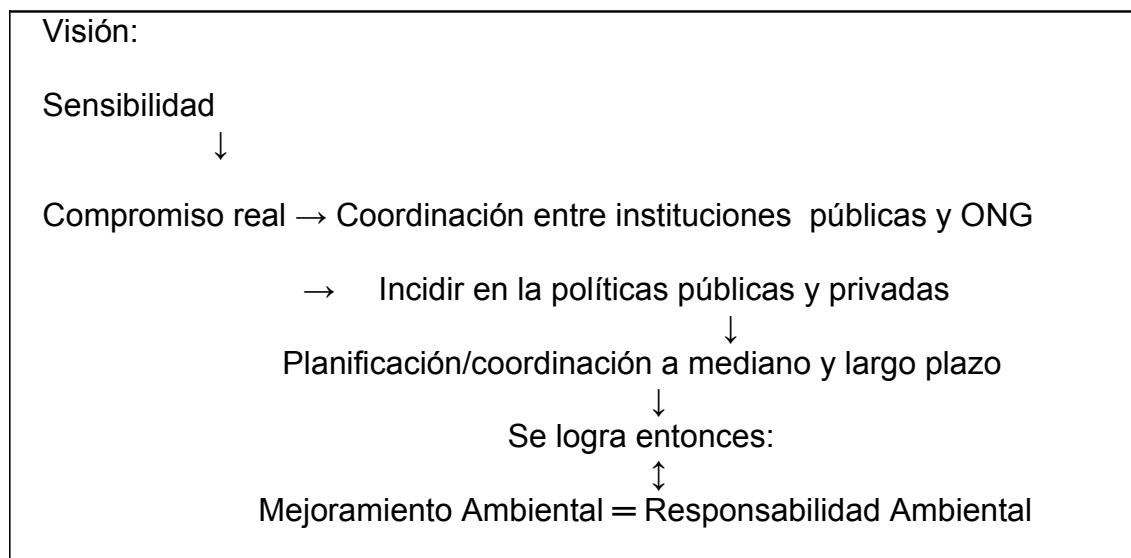 Visión:
Sensibilidad
↓
Compromiso real → Coordinación entre instituciones  públicas y ONG
→ Incidir en la políticas públicas y privadas
↓
Planificación/coordinación a mediano y largo plazo
↓
Se logra entonces:
↕
Mejoramiento Ambiental = Responsabilidad Ambiental